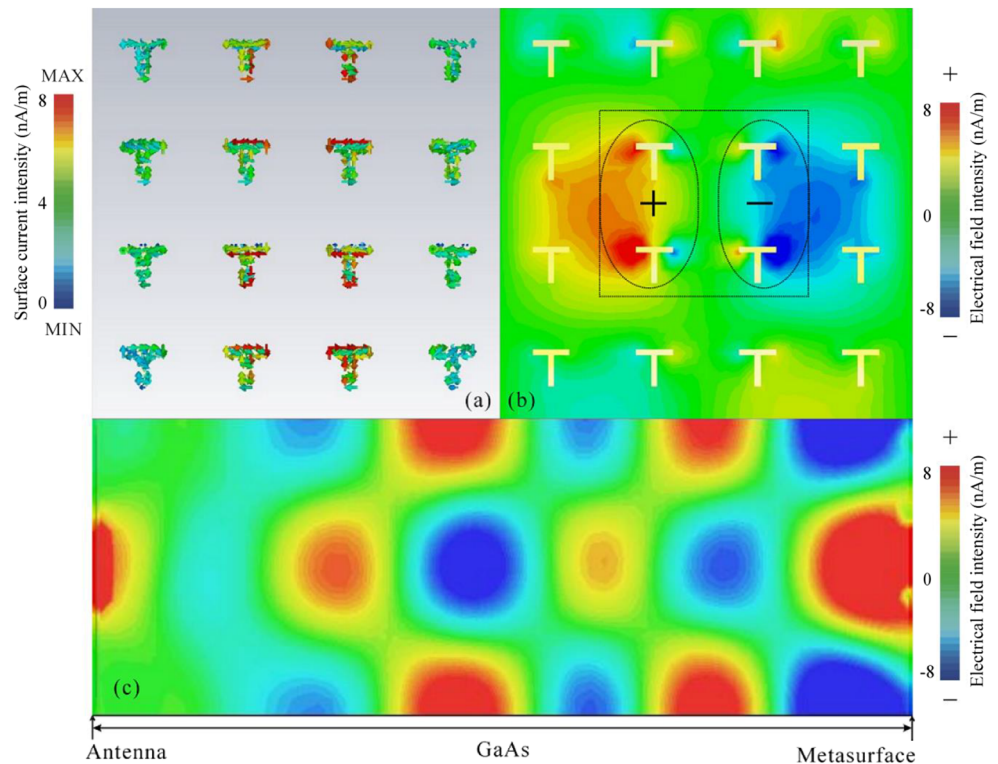 MAX
8
4
0
MIN
Surface current intensity (nA/m)
(a)
(b)
+
−
+
8
0
-8
−
Electrical field intensity (nA/m)
(c)
+
8
0
-8
−
Electrical field intensity (nA/m)
Antenna
GaAs
Metasurface